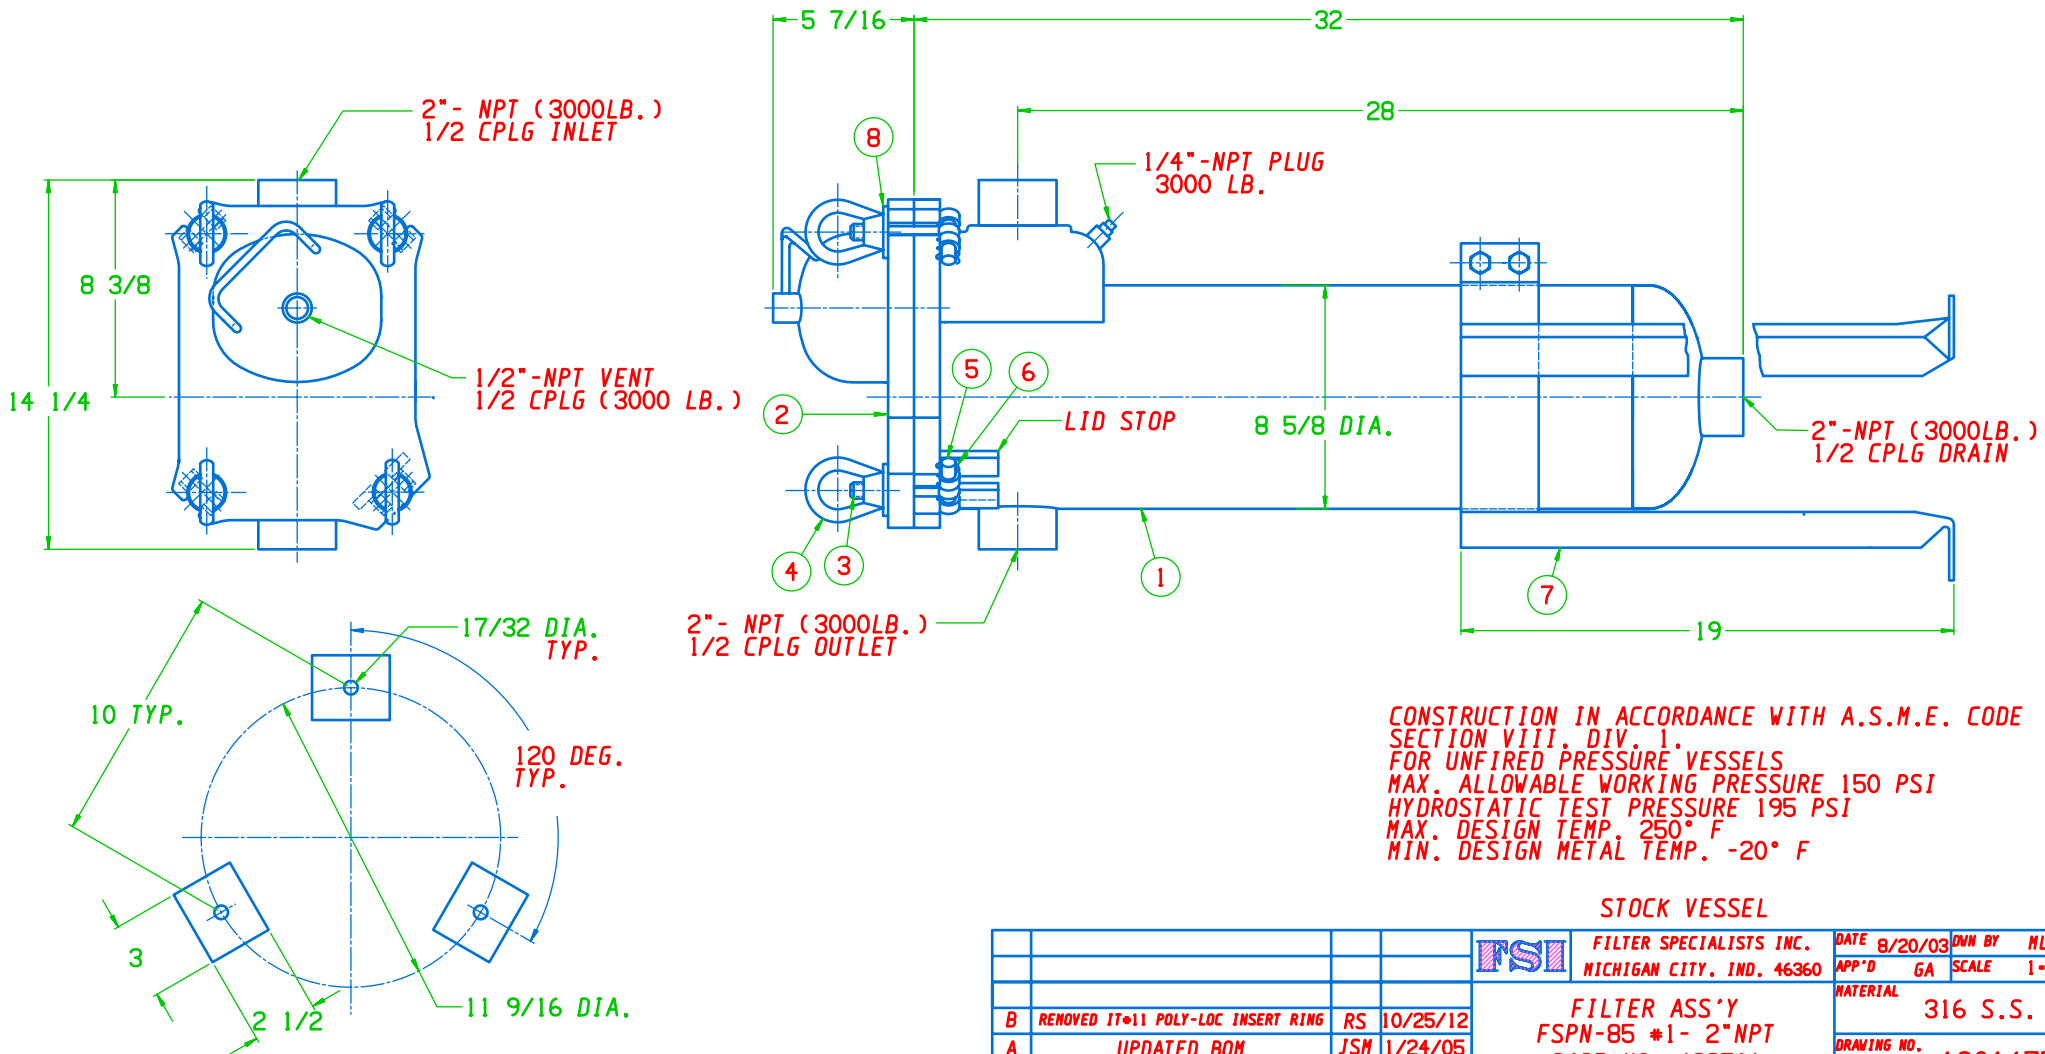 5 7/16
32
28
2"- NPT (3000LB.)
1/2 CPLG INLET
8
1/4"-NPT PLUG
3000 LB.
8 3/8
14 1/4
1/2"-NPT VENT
1/2 CPLG (3000 LB.)
2
5
6
LID STOP
8 5/8 DIA.
2"-NPT (3000LB.)
1/2 CPLG DRAIN
4
3
1
7
2"- NPT (3000LB.)
1/2 CPLG OUTLET
19
17/32 DIA.
TYP.
10 TYP.
120 DEG.
TYP.
3
2 1/2
11 9/16 DIA.
CONSTRUCTION IN ACCORDANCE WITH A.S.M.E. CODE
SECTION VIII, DIV. 1,
FOR UNFIRED PRESSURE VESSELS
MAX. ALLOWABLE WORKING PRESSURE 150 PSI
HYDROSTATIC TEST PRESSURE 195 PSI
MAX. DESIGN TEMP. 250° F
MIN. DESIGN METAL TEMP. -20° F
STOCK VESSEL
FSI
FILTER SPECIALISTS INC.
MICHIGAN CITY, IND. 46360
DATE 8/20/03 DWN BY
APP'D GA SCALE
MATERIAL
316 S.S.
FILTER ASS'Y
FSPN-85 #1- 2"NPT
DRAWING NO.
B REMOVED IT#11 POLY-LOC INSERT RING RS 10/25/12
A UPDATED BOM JSM 1/24/05